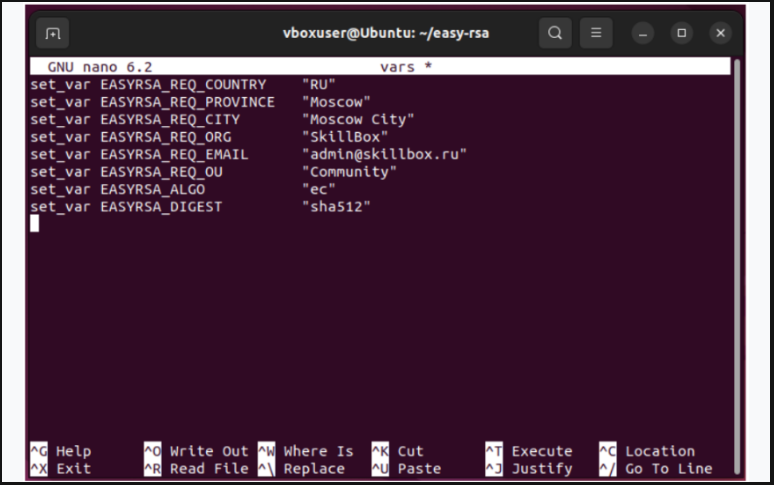 vboxuser@Ubuntu: ~/easy-rsa
GNU nano 6.2 vars *
set_var EASYRSA_REQ_COUNTRY "RU"
set_var EASYRSA_REQ_PROVINCE "Moscow"
set_var EASYRSA_REQ_CITY "Moscow City"
set_var EASYRSA_REQ_ORG "SkillBox"
set_var EASYRSA_REQ_EMAIL "admin@skillbox.ru"
set_var EASYRSA_REQ_OU "Community"
set_var EASYRSA_ALGO "ec"
set_var EASYRSA_DIGEST "sha512"
^G Help ^O Write Out ^W Where Is ^K Cut ^T Execute ^C Location
^X Exit ^R Read File ^\ Replace ^U Paste ^J Justify ^/ Go To Line